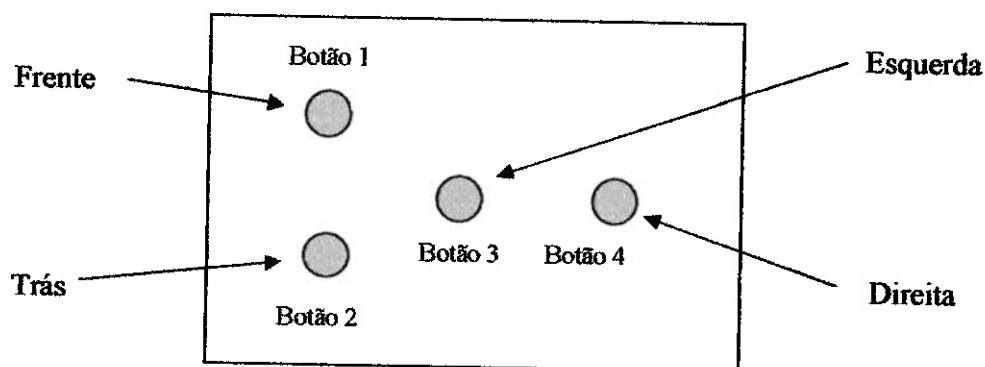 Botão 1
Frente
Esquerda
Botão 3
Botão 4
Trás
Direita
Botão 2